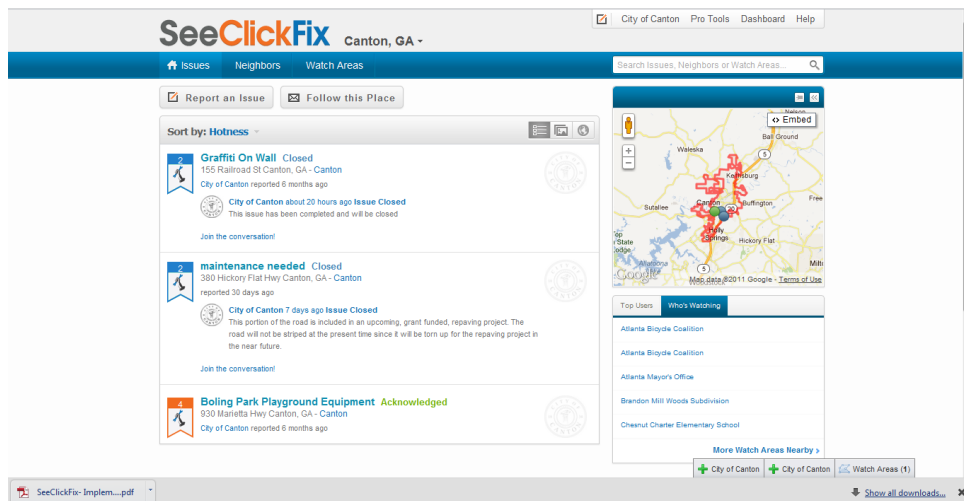 City of Canton Pro Tools Dashboard Help
SeeClickFix Canton, GA
Issues Neighbors Watch Areas
Search Issues, Neighbors or Watch Areas...
Report an Issue Follow this Place
Embed
Sort by: Hotness
2
Graffiti On Wall Closed
155 Railroad St Canton, GA - Canton
City of Canton reported 6 months ago
City of Canton about 20 hours ago Issue Closed
This issue has been completed and will be closed
Join the conversation!
2
maintenance needed Closed
380 Hickory Flat Hwy Canton, GA - Canton
reported 30 days ago
City of Canton 7 days ago Issue Closed
This portion of the road is included in an upcoming, grant funded, repaving project. The
road will not be striped at the present time since it will be torn up for the repaving project in
the near future.
Join the conversation!
4
Boling Park Playground Equipment Acknowledged
930 Marietta Hwy Canton, GA - Canton
City of Canton reported 6 months ago
Nelson
Ball Ground
Waleska
5
Sutallee
Canton
20
Buffington
Free
Holly
Springs
Hickory Flat
5
Woodstock
Google
Map data ©2011 Google - Terms of Use
Top Users Who's Watching
Atlanta Bicycle Coalition
Atlanta Bicycle Coalition
Atlanta Mayor's Office
Brandon Mill Woods Subdivision
Chesnut Charter Elementary School
More Watch Areas Nearby >
City of Canton City of Canton Watch Areas (1)
SeeClickFix- Implem....pdf
Show all downloads...